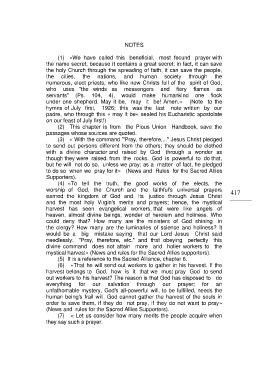 NOTES
(1) «We have called this beneficial, most fecund prayer with
the name secret, because it contains a great secret; in fact, it can save
the holy Church through the spreading of faith, it can save the people,
the cities, the nations, and human society through the
numerous, elect priests, who like new Christs full of the spirit of God,
who uses "the winds as messengers and fiery flames as
servants" (Ps. 104, 4), would make humankind one flock
under one shepherd. May it be, may it be! Amen.» (Note to the
hymns of July first, 1926; this was the last note written by our
padre, who through this « may it be» sealed his Eucharistic apostolate
on our feast of July first!)
(2) This chapter is from the Pious Union Handbook, save the
passages whose sources are quoted.
(3) « With the command "'Pray, therefore..." Jesus Christ pledged
to send out persons different from the others; they should be clothed
with a divine character and raised by God through a wonder as
though they were raised from the rocks. God is powerful to do that,
but he will not do so, unless we pray; as a matter of fact, he pledged
to do so when we pray for it» (News and Rules for the Sacred Allies
Supporters).
(4) «To tell the truth, the good works of the elects, the
worship of God, the Church and the faithful's universal prayers
earned the kingdom of God and its justice through Jesus Christ
and the most holy Virgin's merits and prayers; hence, the mystical
harvest has seen evangelical workers that were like angels of
heaven, almost divine beings, wonder of heroism and holiness. Who
could deny that? How many are the ministers of God shining in
the clergy? How many are the luminaries of science and holiness? It
would be a big mistake saying that our Lord Jesus Christ said
needlessly: "Pray, therefore, etc." and that obeying perfectly this
divine command does not attain more and holier workers to the
mystical harvest» (News and rules for the Sacred Allies supporters).
(5) It is a reference to the Sacred Alliance, chapter 6.
(6) «That he will send out workers to gather in his harvest. If the
harvest belongs to God, how is it that we must pray God to send
out workers to his harvest? The reason is that God has disposed to do
everything for our salvation through our prayer; for an
unfathomable mystery, God's all-powerful will, to be fulfilled, needs the
human being's frail will. God cannot gather the harvest of the souls in
order to save them, if they do not pray, if they do not want to pray»
(News and rules for the Sacred Allies Supporters).
(7) « Let us consider how many merits the people acquire when
they say such a prayer.
417